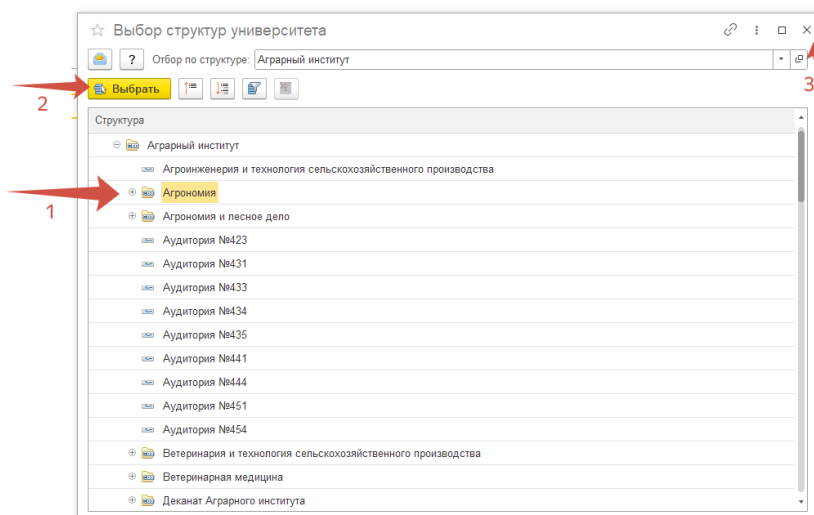 Выбор структур университета
? Отбор по структуре: Аграрный институт
Выбрать
3
2
Структура
Аграрный институт
Агроинженерия и технология сельскохозяйственного производства
Агрономия
1
Агрономия и лесное дело
Аудитория №423
Аудитория №431
Аудитория №433
Аудитория №434
Аудитория №435
Аудитория №441
Аудитория №444
Аудитория №451
Аудитория №454
Ветеринария и технология сельскохозяйственного производства
Ветеринарная медицина
Деканат Аграрного института